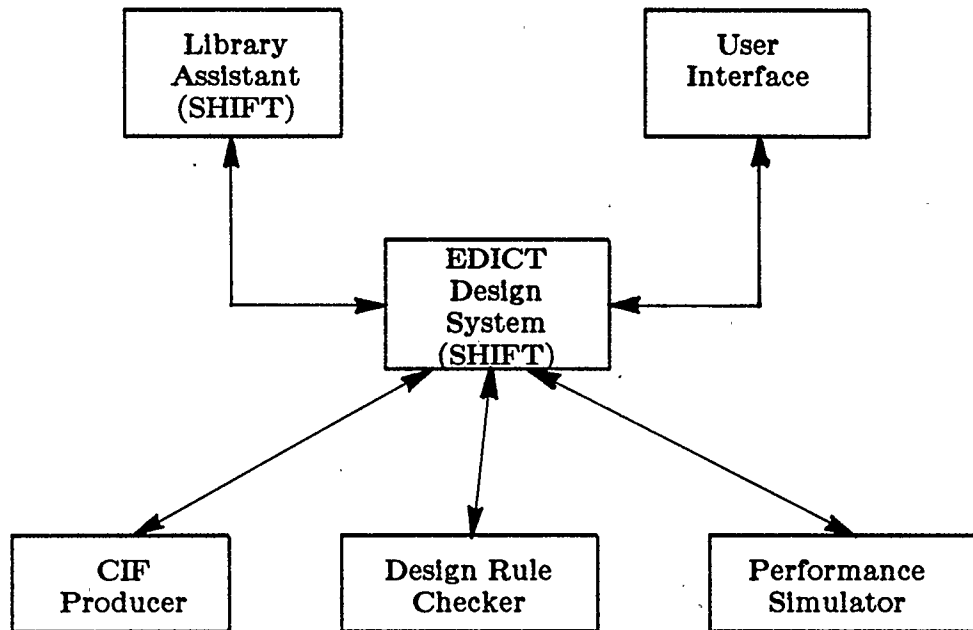 Library
Assistant
(SHIFT)
User
Interface
EDICT
Design
System
(SHIFT)
CIF
Producer
Design Rule
Checker
Performance
Simulator